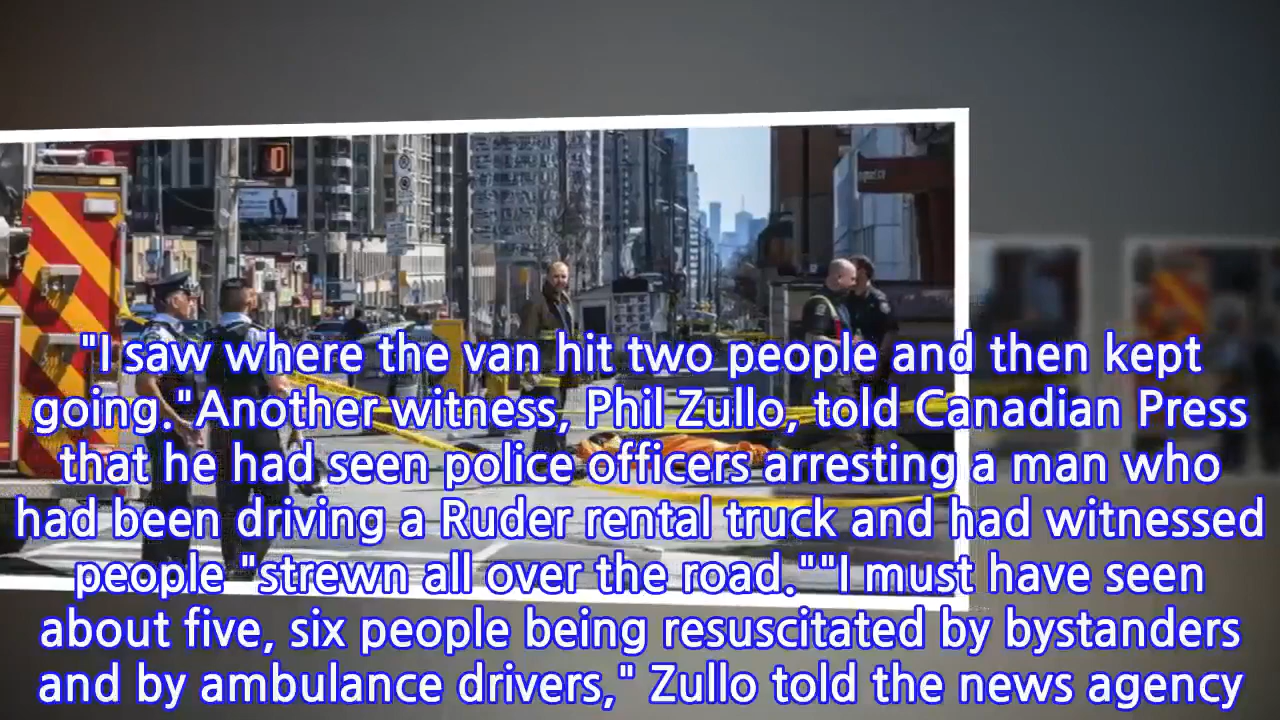 "I saw where the van hit two people and then kept
going."Another witness, Phil Zullo, told Canadian Press
that he had seen police officers arresting a man who
had been driving a Ruder rental truck and had witnessed
people "strewn all over the road.""I must have seen
about five, six people being resuscitated by bystanders
and by ambulance drivers," Zullo told the news agency